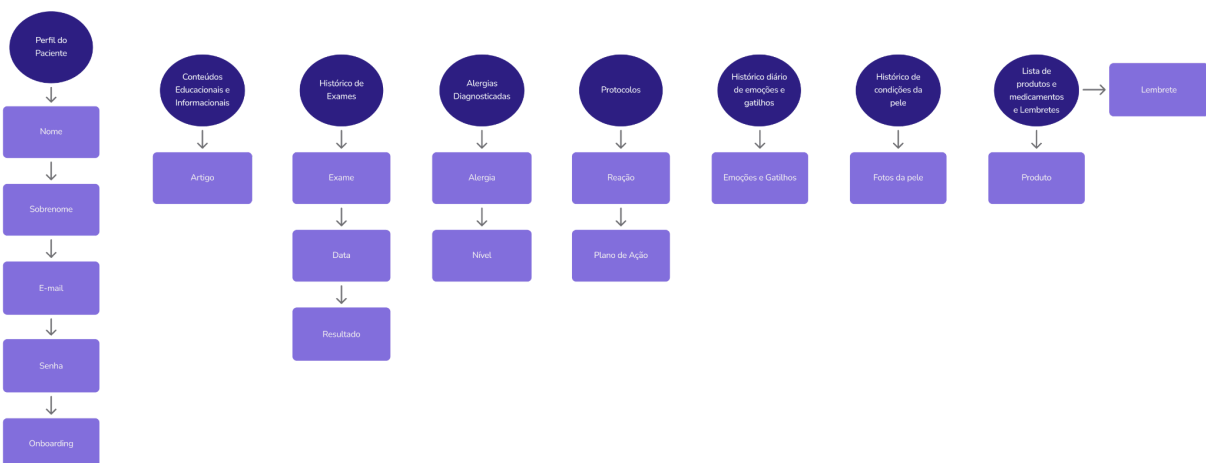 Perfil do
Paciente
Nome
Sobrenome
E-mail
Senha
Onboarding
Conteúdos
Educacionais e
Informacionais
Artigo
Histórico de
Exames
Exame
Data
Resultado
Alergias
Diagnosticadas
Alergia
Nível
Protocolos
Reação
Plano de Ação
Histórico diário
de emoções e
gatilhos
Emoções e Gatilhos
Histórico de
condições da
pele
Fotos da pele
Lista de
produtos e
medicamentos
e Lembretes
Produto
Lembrete